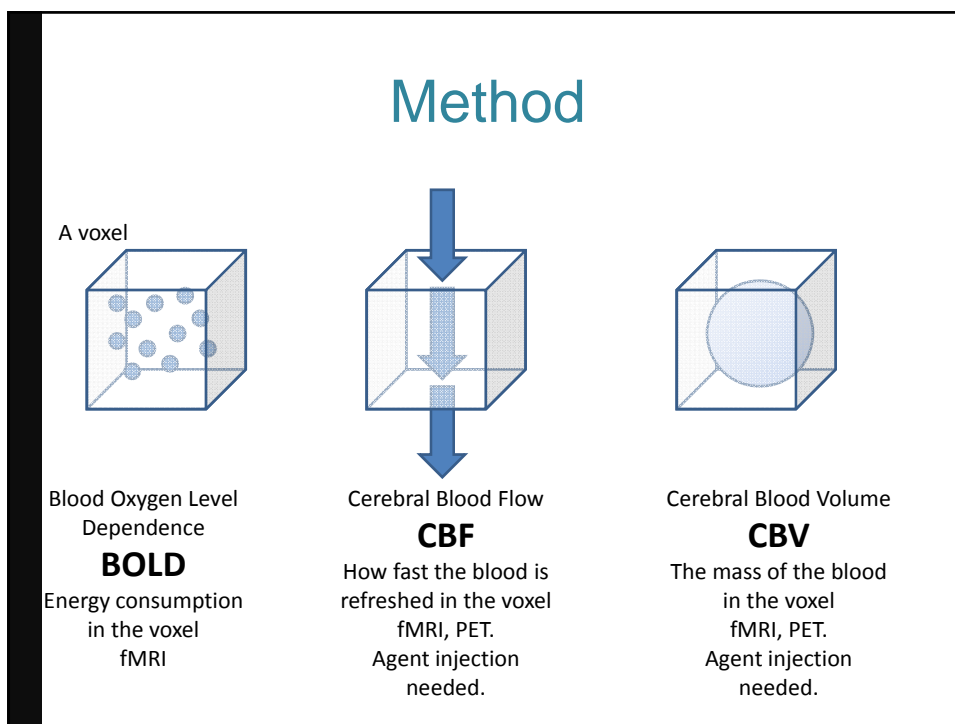 Method
A voxel
Blood Oxygen Level
Dependence
BOLD
Energy consumption
in the voxel
fMRI
Cerebral Blood Flow
CBF
How fast the blood is
refreshed in the voxel
fMRI, PET.
Agent injection
needed.
Cerebral Blood Volume
CBV
The mass of the blood
in the voxel
fMRI, PET.
Agent injection
needed.